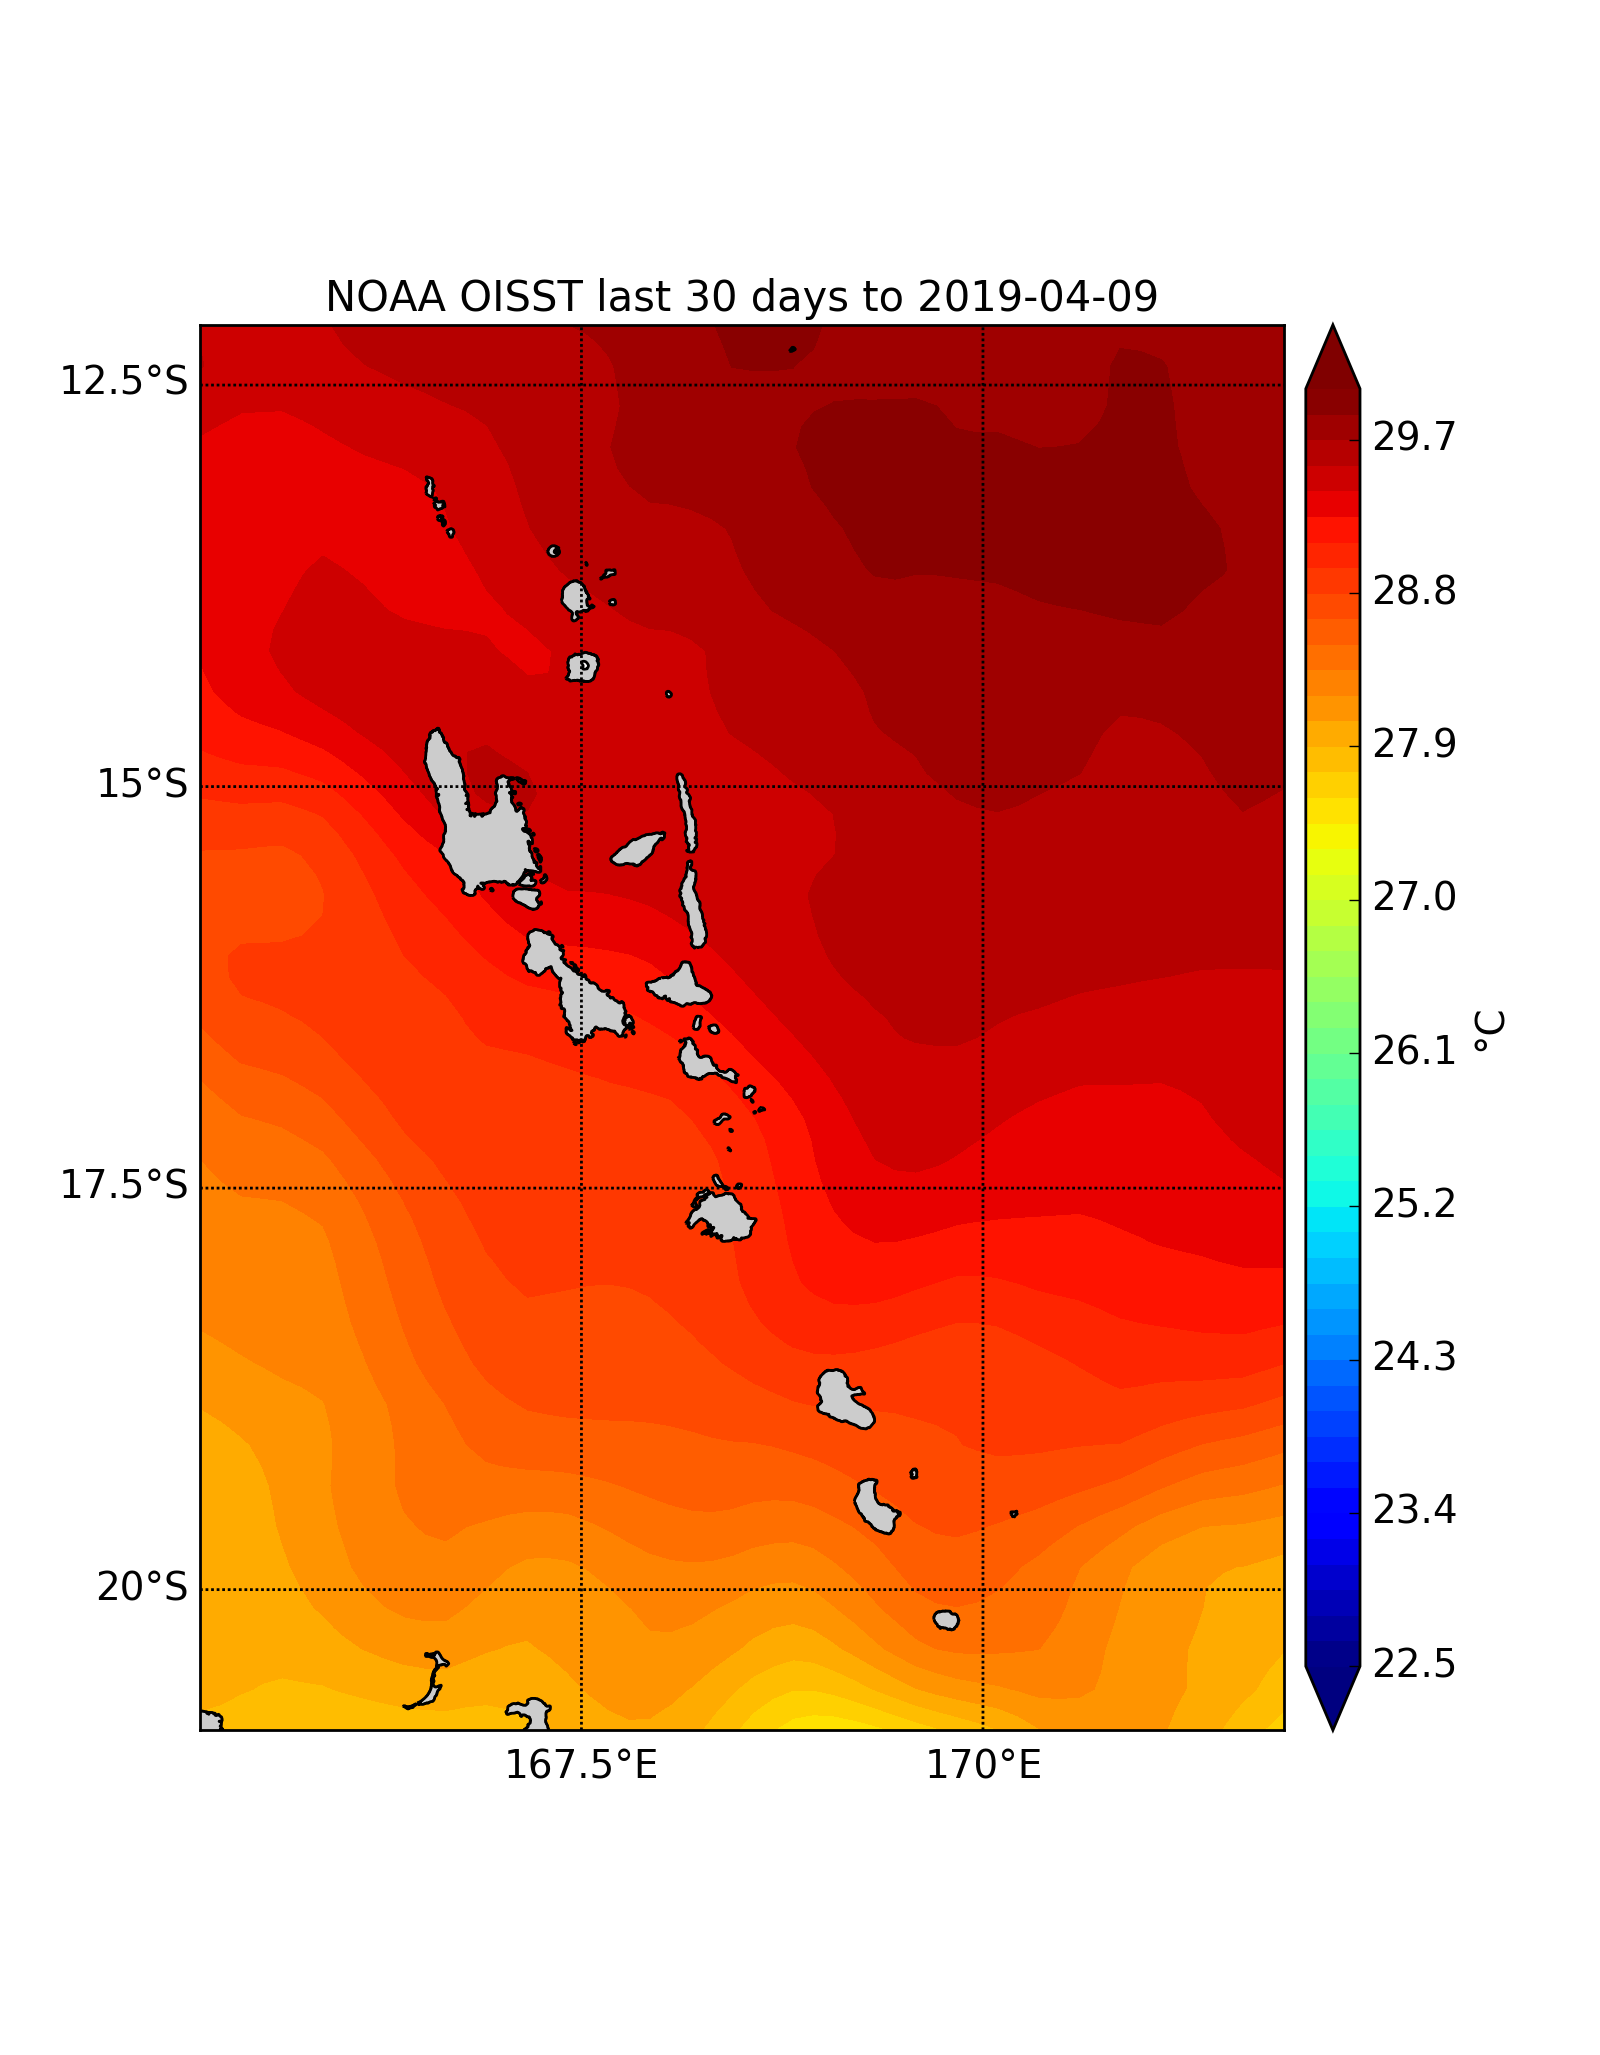 NOAA OISST last 30 days to 2019-04-09
12.5°S
15°S
17.5°S
20°S
167.5°E
170°E
29.7
28.8
27.9
27.0
26.1
25.2
24.3
23.4
22.5
°C